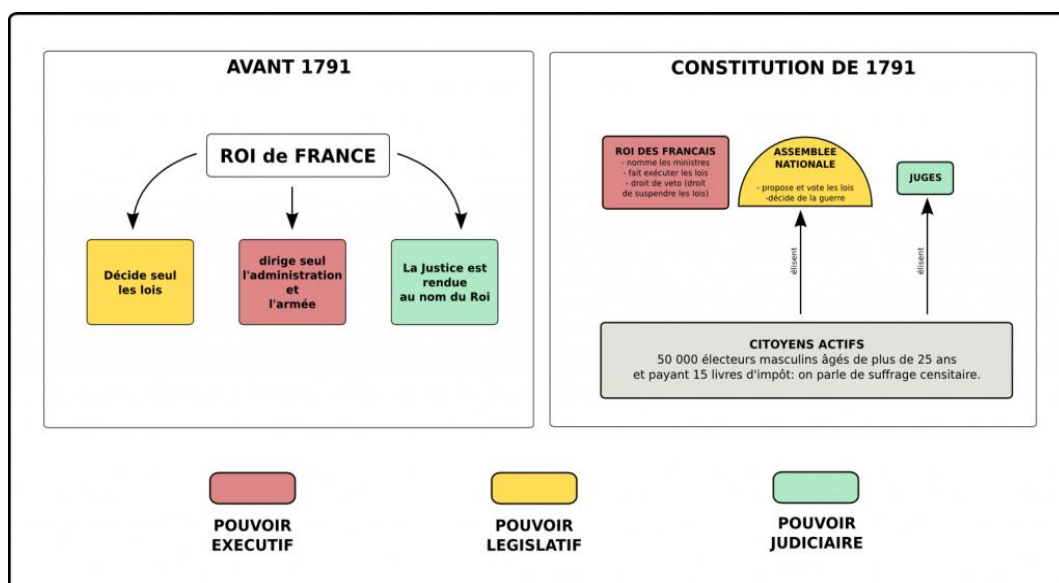 AVANT 1791
ROI de FRANCE
Décide seul
les lois
dirige seul
l'administration
et
l'armée
La Justice est
rendue
au nom du Roi
CONSTITUTION DE 1791
ROI DES FRANCAIS
- nomme les ministres
- fait exécuter les lois
- droit de veto (droit
de suspendre les lois)
ASSEMBLEE
NATIONALE
- propose et vote les lois
-décide de la guerre
JUGES
élisent
élisent
CITOYENS ACTIFS
50 000 électeurs masculins âgés de plus de 25 ans
et payant 15 livres d'impôt: on parle de suffrage censitaire.
POUVOIR
EXECUTIF
POUVOIR
LEGISLATIF
POUVOIR
JUDICIAIRE